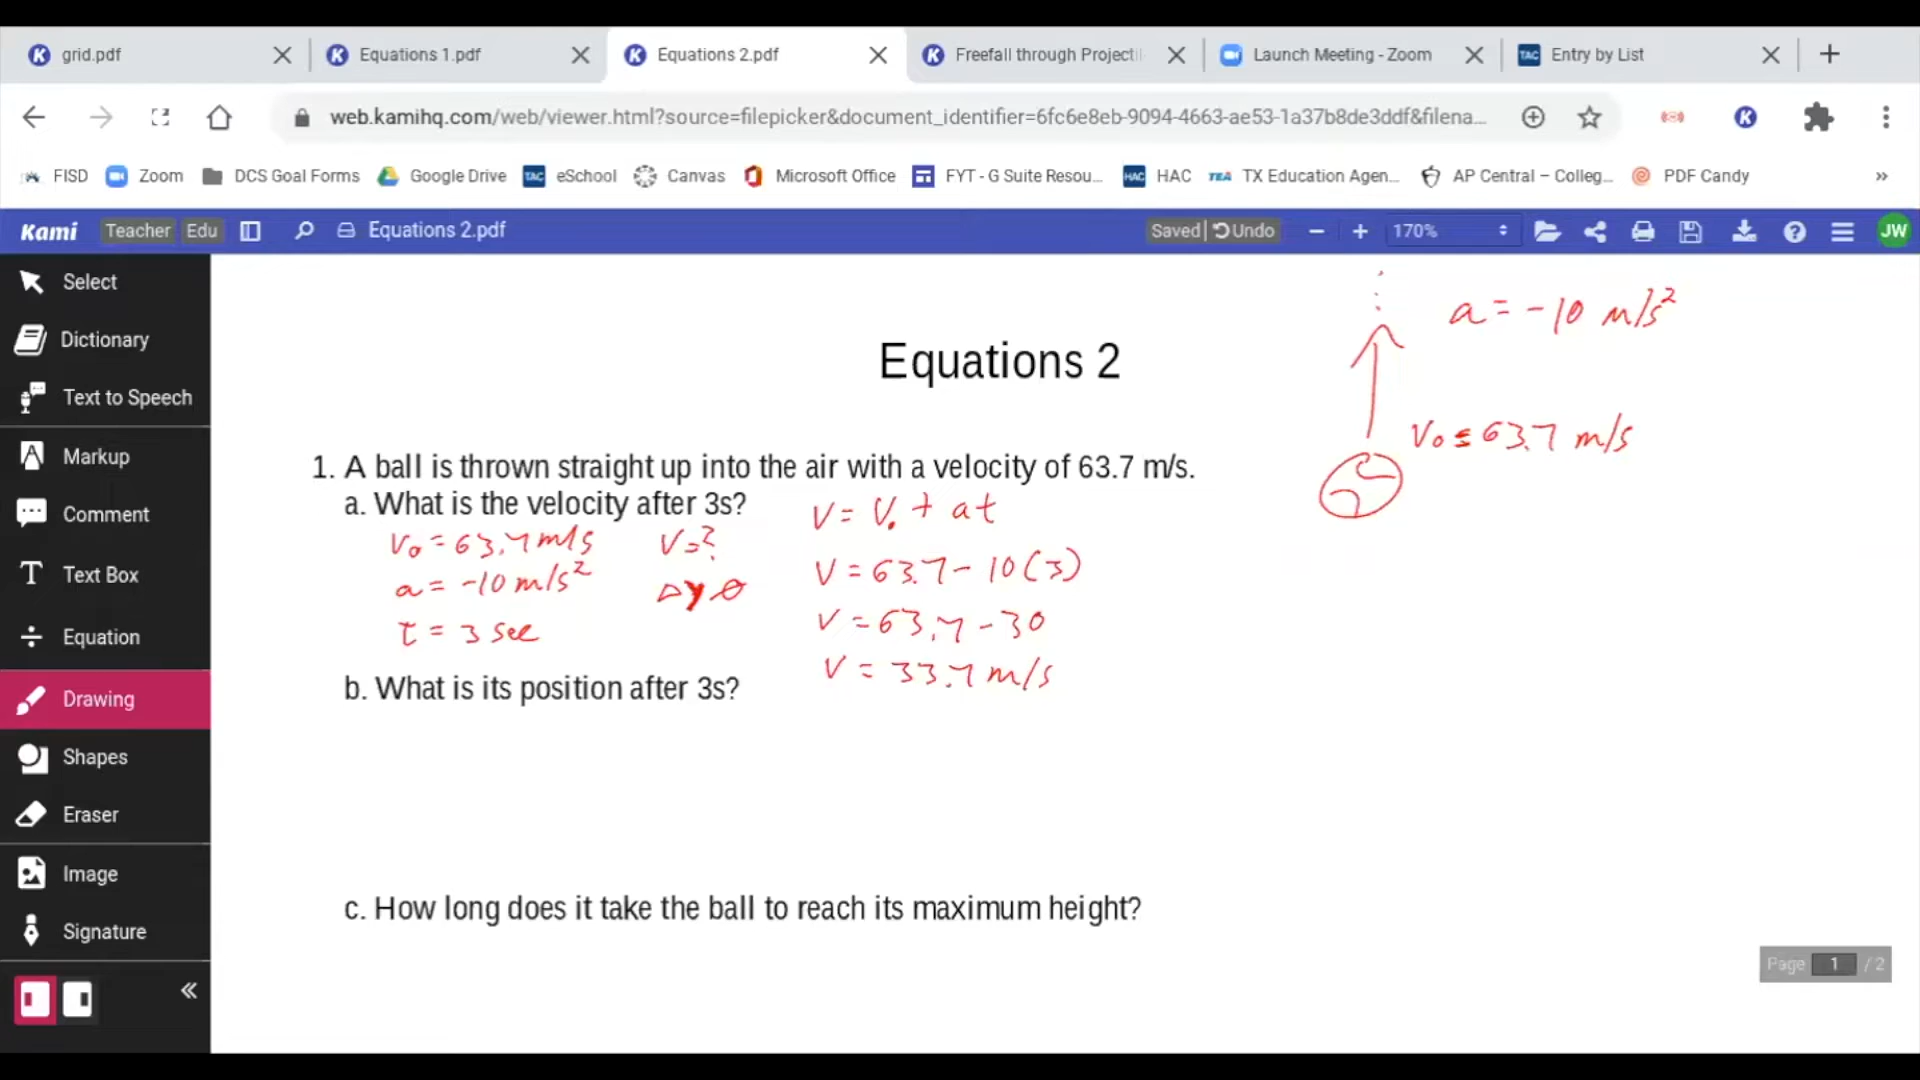 grid.pdf
Equations 1.pdf
Equations 2.pdf
Freefall through Projecti
Launch Meeting - Zoom
TAC Entry by List
web.kamihq.com/web/viewer.html?source=filepicker&document_identifier=6fc6e8eb-9094-4663-ae53-1a37b8de3ddf&filena...
FISD Zoom DCS Goal Forms Google Drive TAC eSchool Canvas Microsoft Office FYT - G Suite Resou... HAC HAC TEA TX Education Agen... AP Central – Colleg... PDF Candy »
Kami Teacher Edu Equations 2.pdf Saved Undo − + 170% JW
Select
Dictionary
Text to Speech
Markup
Comment
Text Box
Equation
Drawing
Shapes
Eraser
Image
Signature
a = -10 m/s²
Equations 2
V₀ = 63.7 m/s
1. A ball is thrown straight up into the air with a velocity of 63.7 m/s.
a. What is the velocity after 3s?
V₀ = 63.7 m/s V=?
a = -10 m/s² Δy
t = 3 sec
V = V₀ + at
V = 63.7 - 10(3)
V = 63.7 - 30
V = 33.7 m/s
b. What is its position after 3s?
c. How long does it take the ball to reach its maximum height?
Page 1 / 2